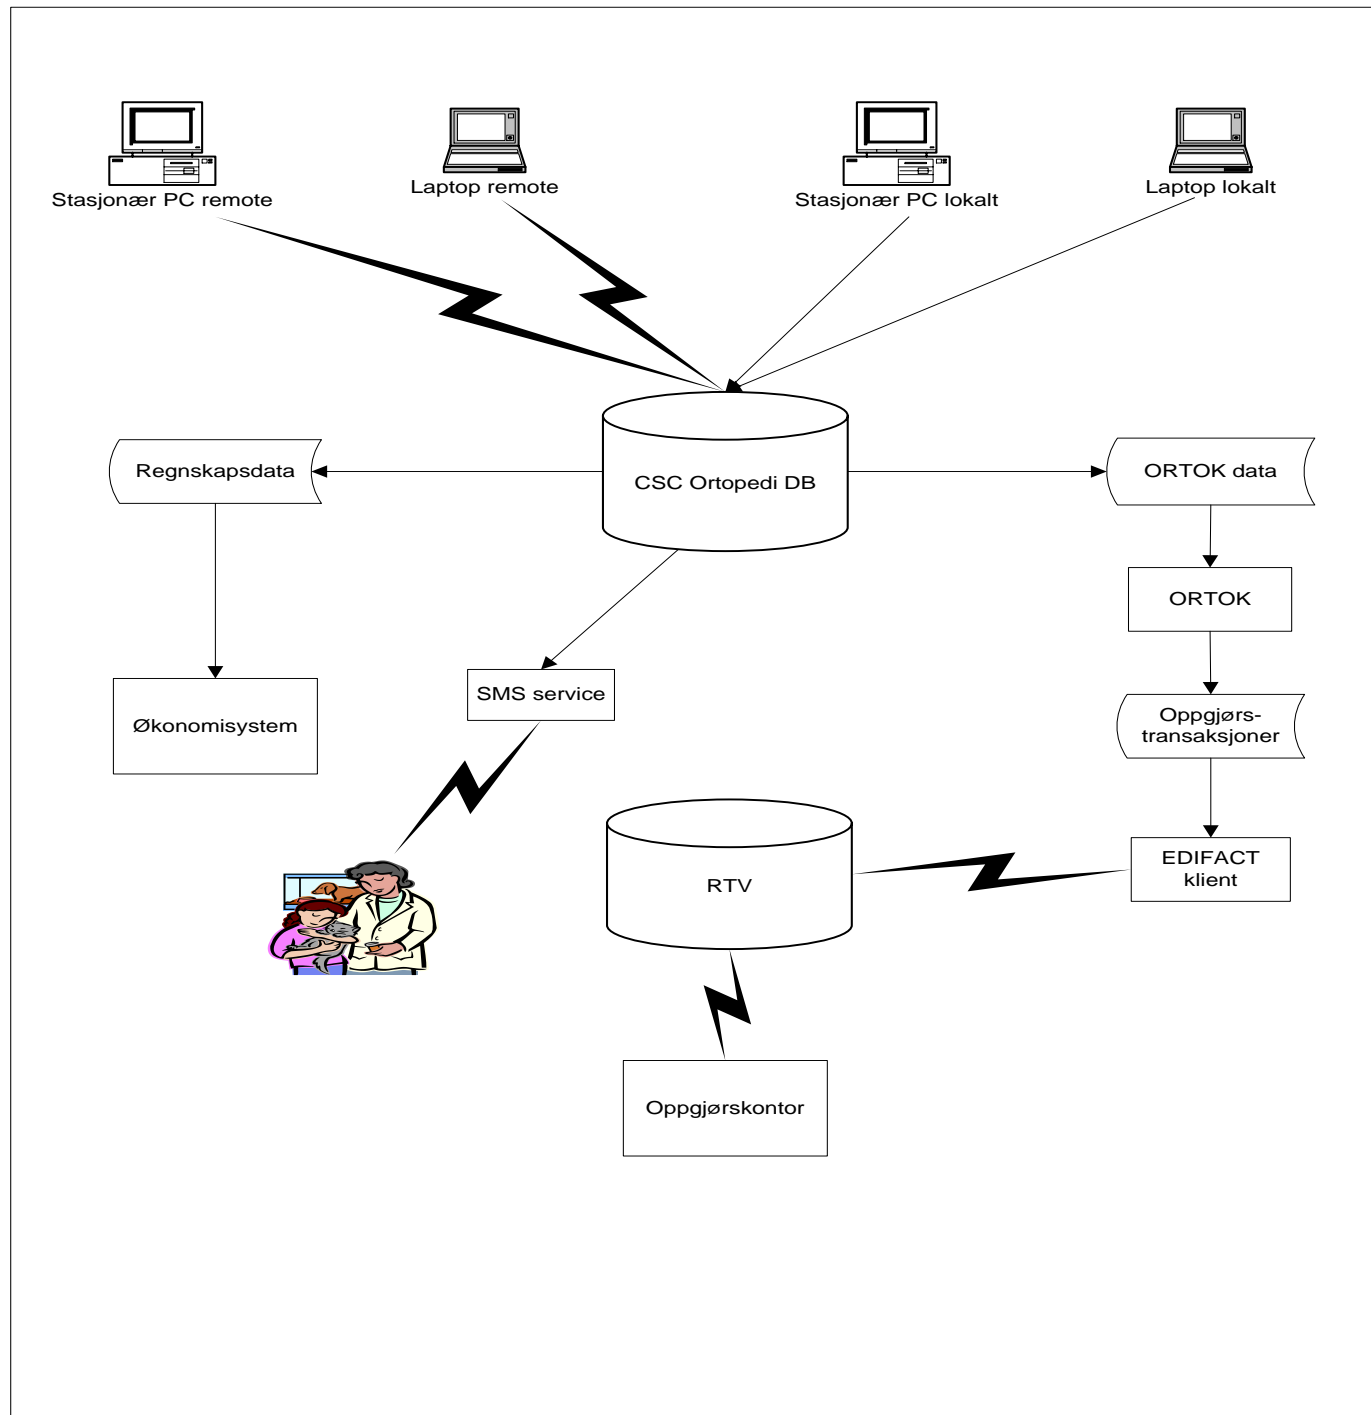 Stasjonær PC remote
Laptop remote
Stasjonær PC lokalt
Laptop lokalt
Regnskapsdata
CSC Ortopedi DB
ORTOK data
ORTOK
SMS service
Økonomisystem
Oppgjørs-
transaksjoner
RTV
EDIFACT
klient
Oppgjørskontor